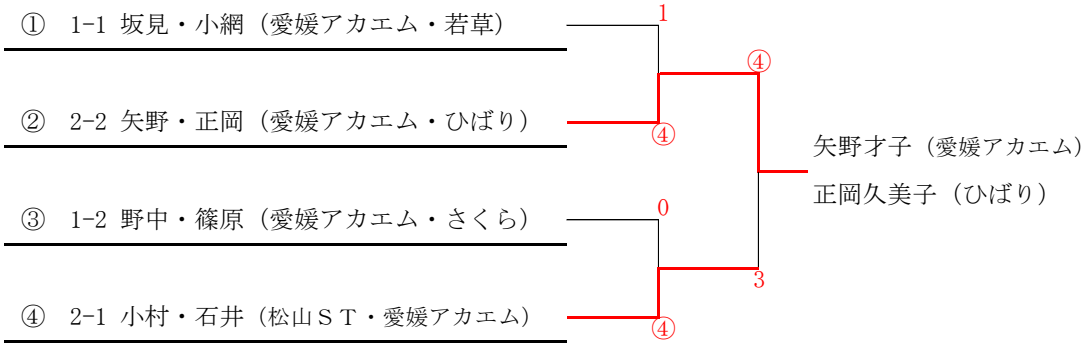 ① 1-1 坂見・小網（愛媛アカエム・若草）
1
④
② 2-2 矢野・正岡（愛媛アカエム・ひばり）
④
矢野才子（愛媛アカエム）
正岡久美子（ひばり）
③ 1-2 野中・篠原（愛媛アカエム・さくら）
0
3
④ 2-1 小村・石井（松山ＳＴ・愛媛アカエム）
④